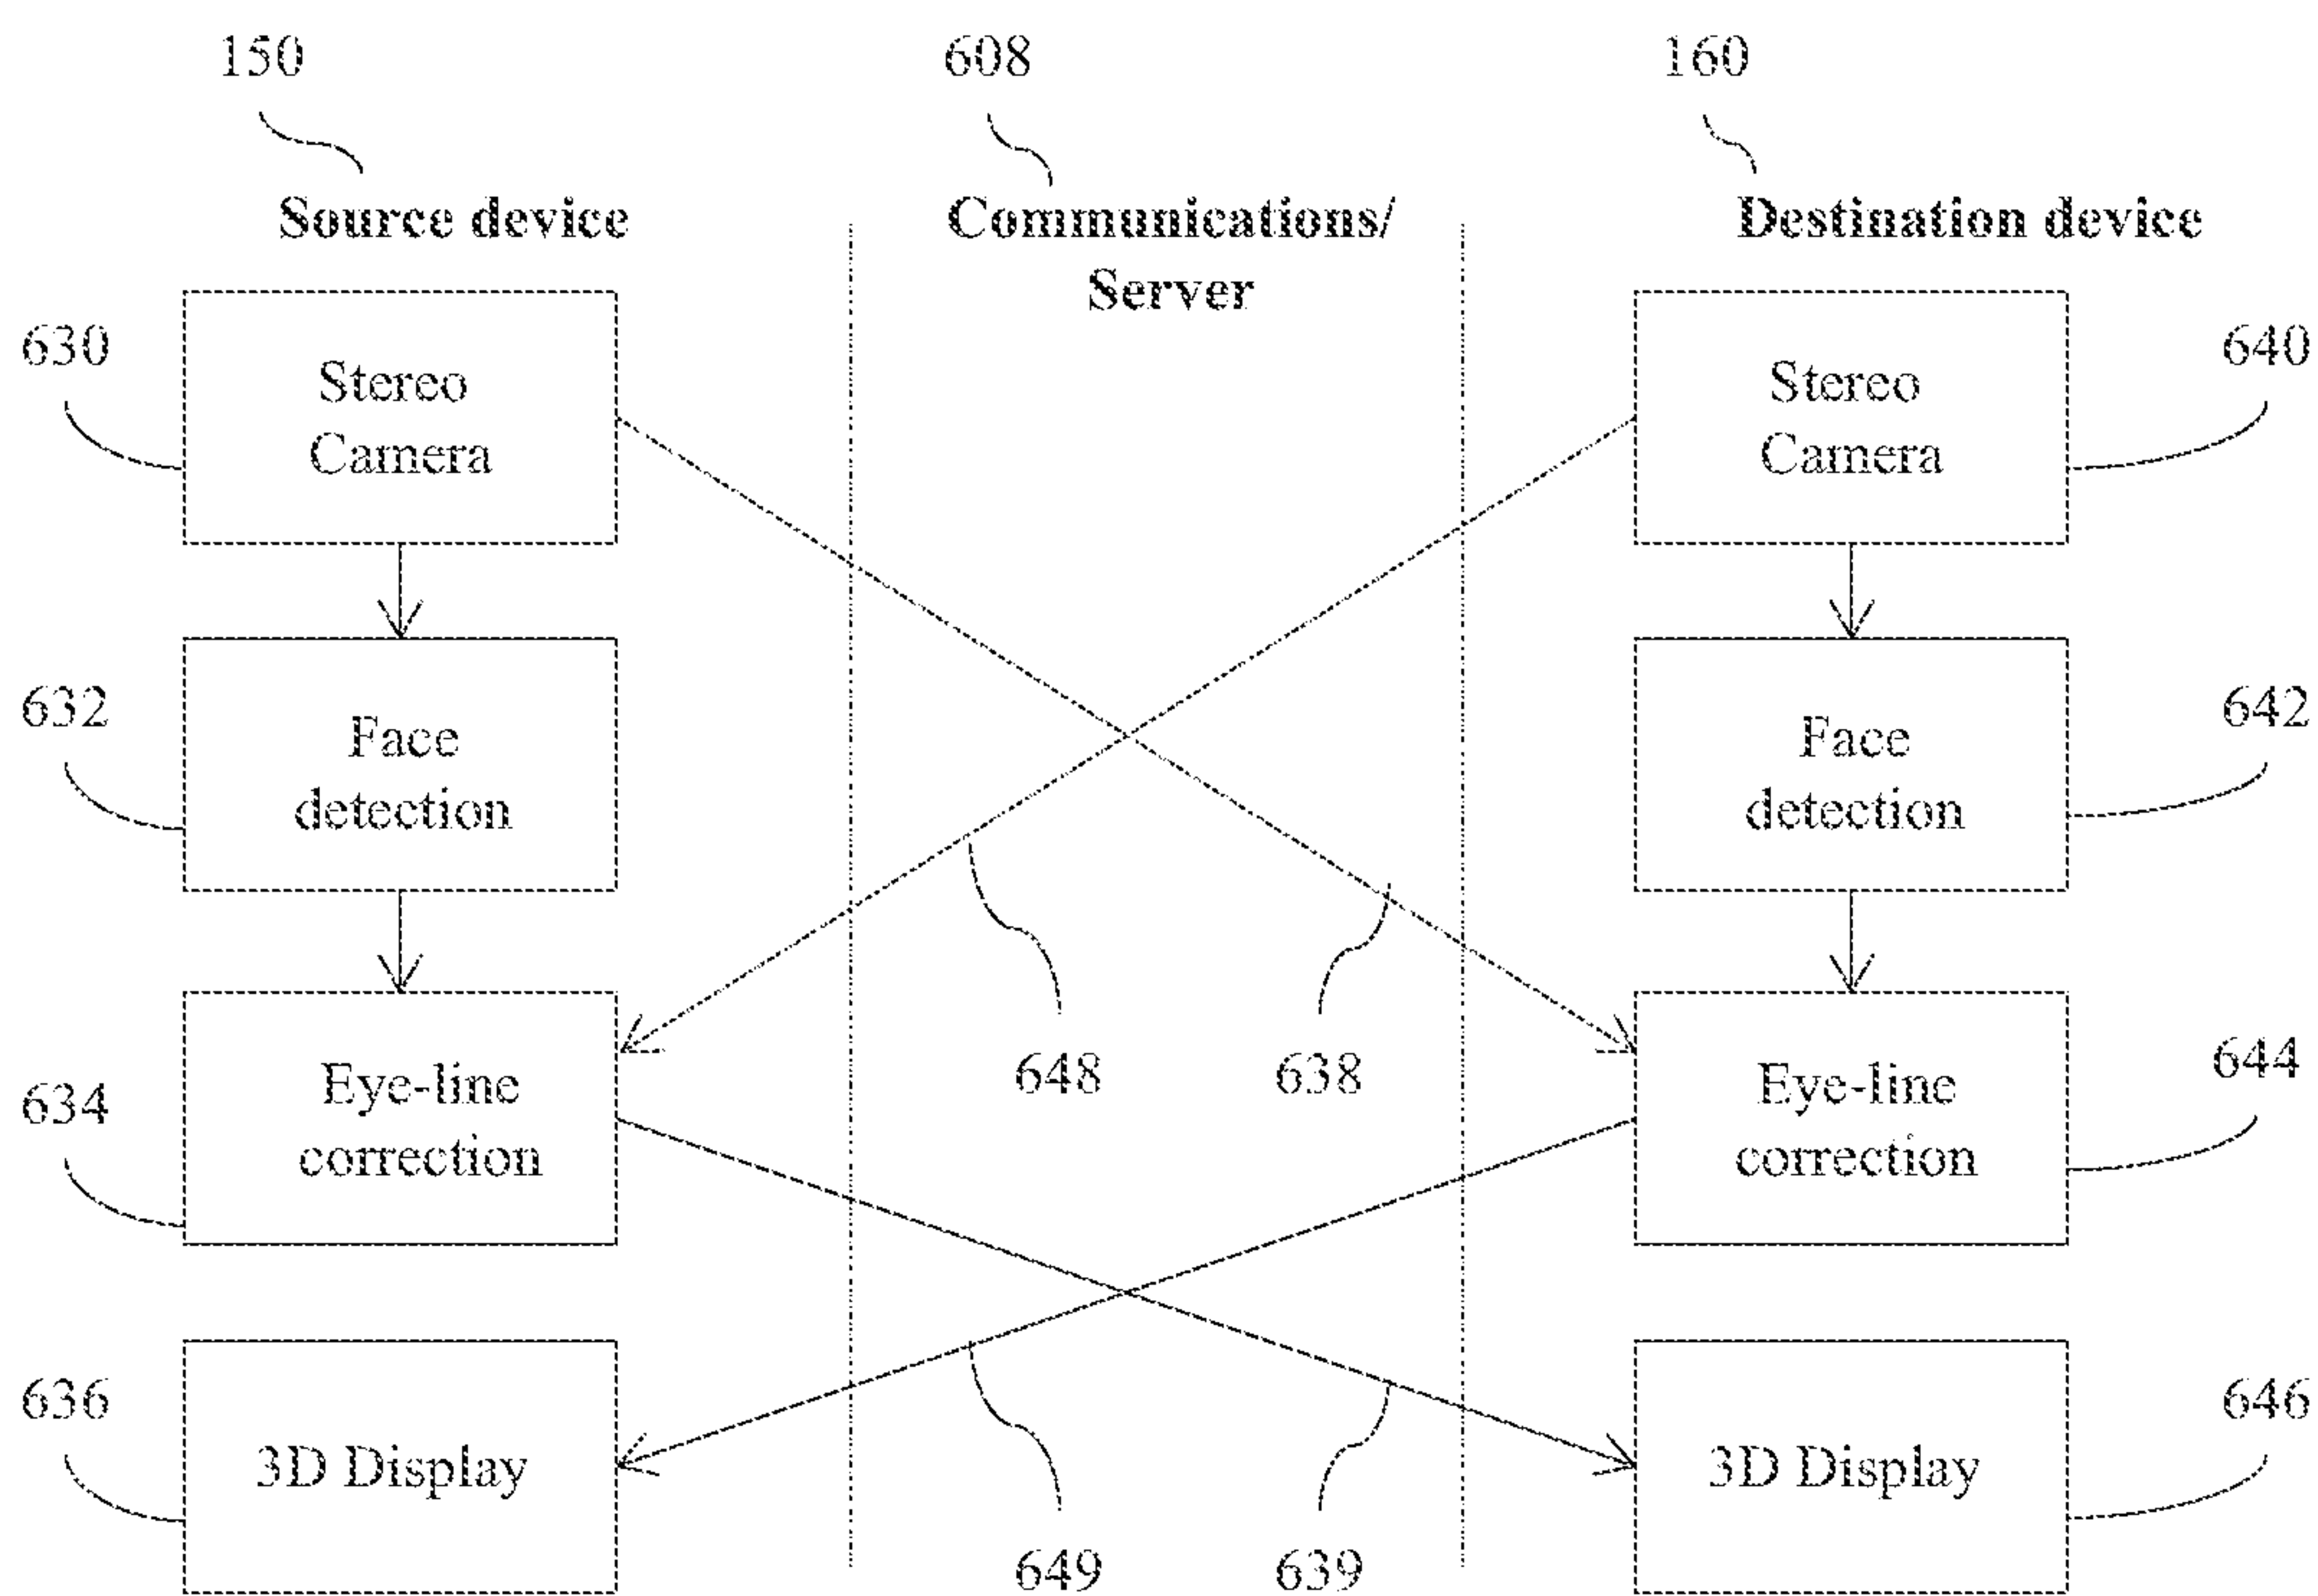 150
608
160
Source device
Communications/
Server
Destination device
630
Stereo
Camera
Stereo
Camera
640
632
Face
detection
Face
detection
642
634
Eye-line
correction
648
638
Eye-line
correction
644
636
3D Display
649
639
3D Display
646